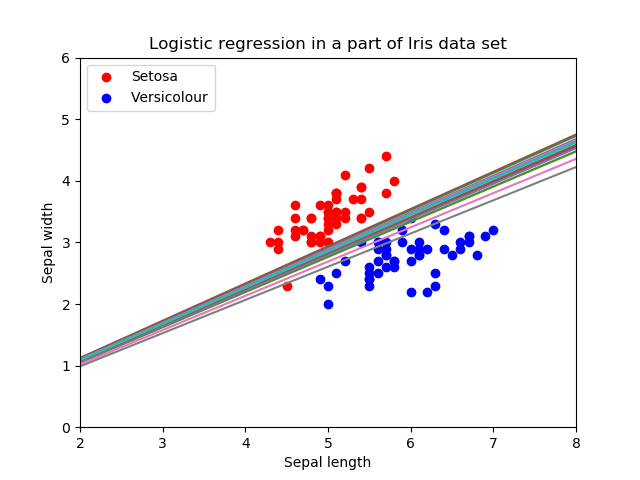 Logistic regression in a part of Iris data set
Setosa
Versicolour
6
5
4
3
2
1
0
Sepal width
2 3 4 5 6 7 8
Sepal length